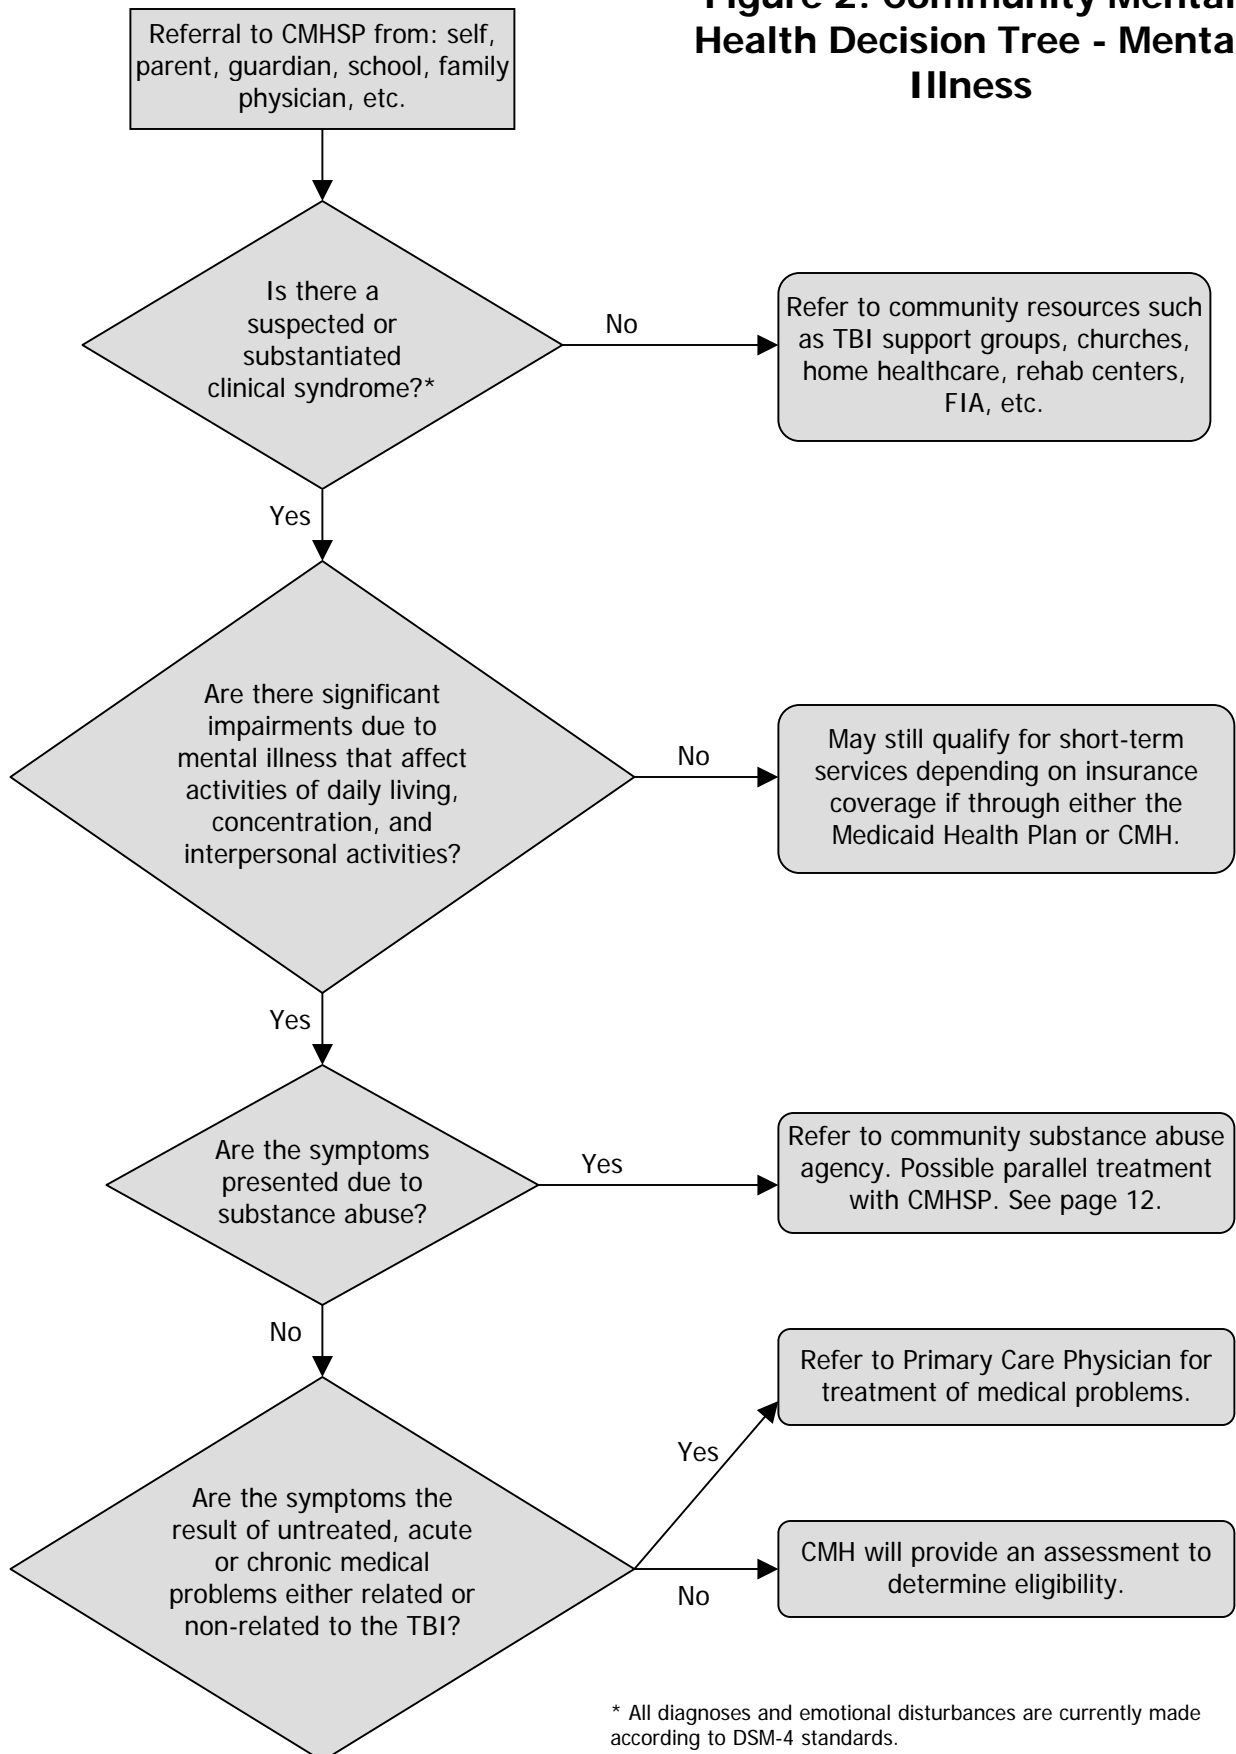 Figure 2: Community Mental
Health Decision Tree - Menta
Illness
Referral to CMHSP from: self,
parent, guardian, school, family
physician, etc.
Is there a
suspected or
substantiated
clinical syndrome?*
No
Refer to community resources such
as TBI support groups, churches,
home healthcare, rehab centers,
FIA, etc.
Yes
Are there significant
impairments due to
mental illness that affect
activities of daily living,
concentration, and
interpersonal activities?
No
May still qualify for short-term
services depending on insurance
coverage if through either the
Medicaid Health Plan or CMH.
Yes
Are the symptoms
presented due to
substance abuse?
Yes
Refer to community substance abuse
agency. Possible parallel treatment
with CMHSP. See page 12.
No
Are the symptoms the
result of untreated, acute
or chronic medical
problems either related or
non-related to the TBI?
Yes
Refer to Primary Care Physician for
treatment of medical problems.
No
CMH will provide an assessment to
determine eligibility.
* All diagnoses and emotional disturbances are currently made
according to DSM-4 standards.